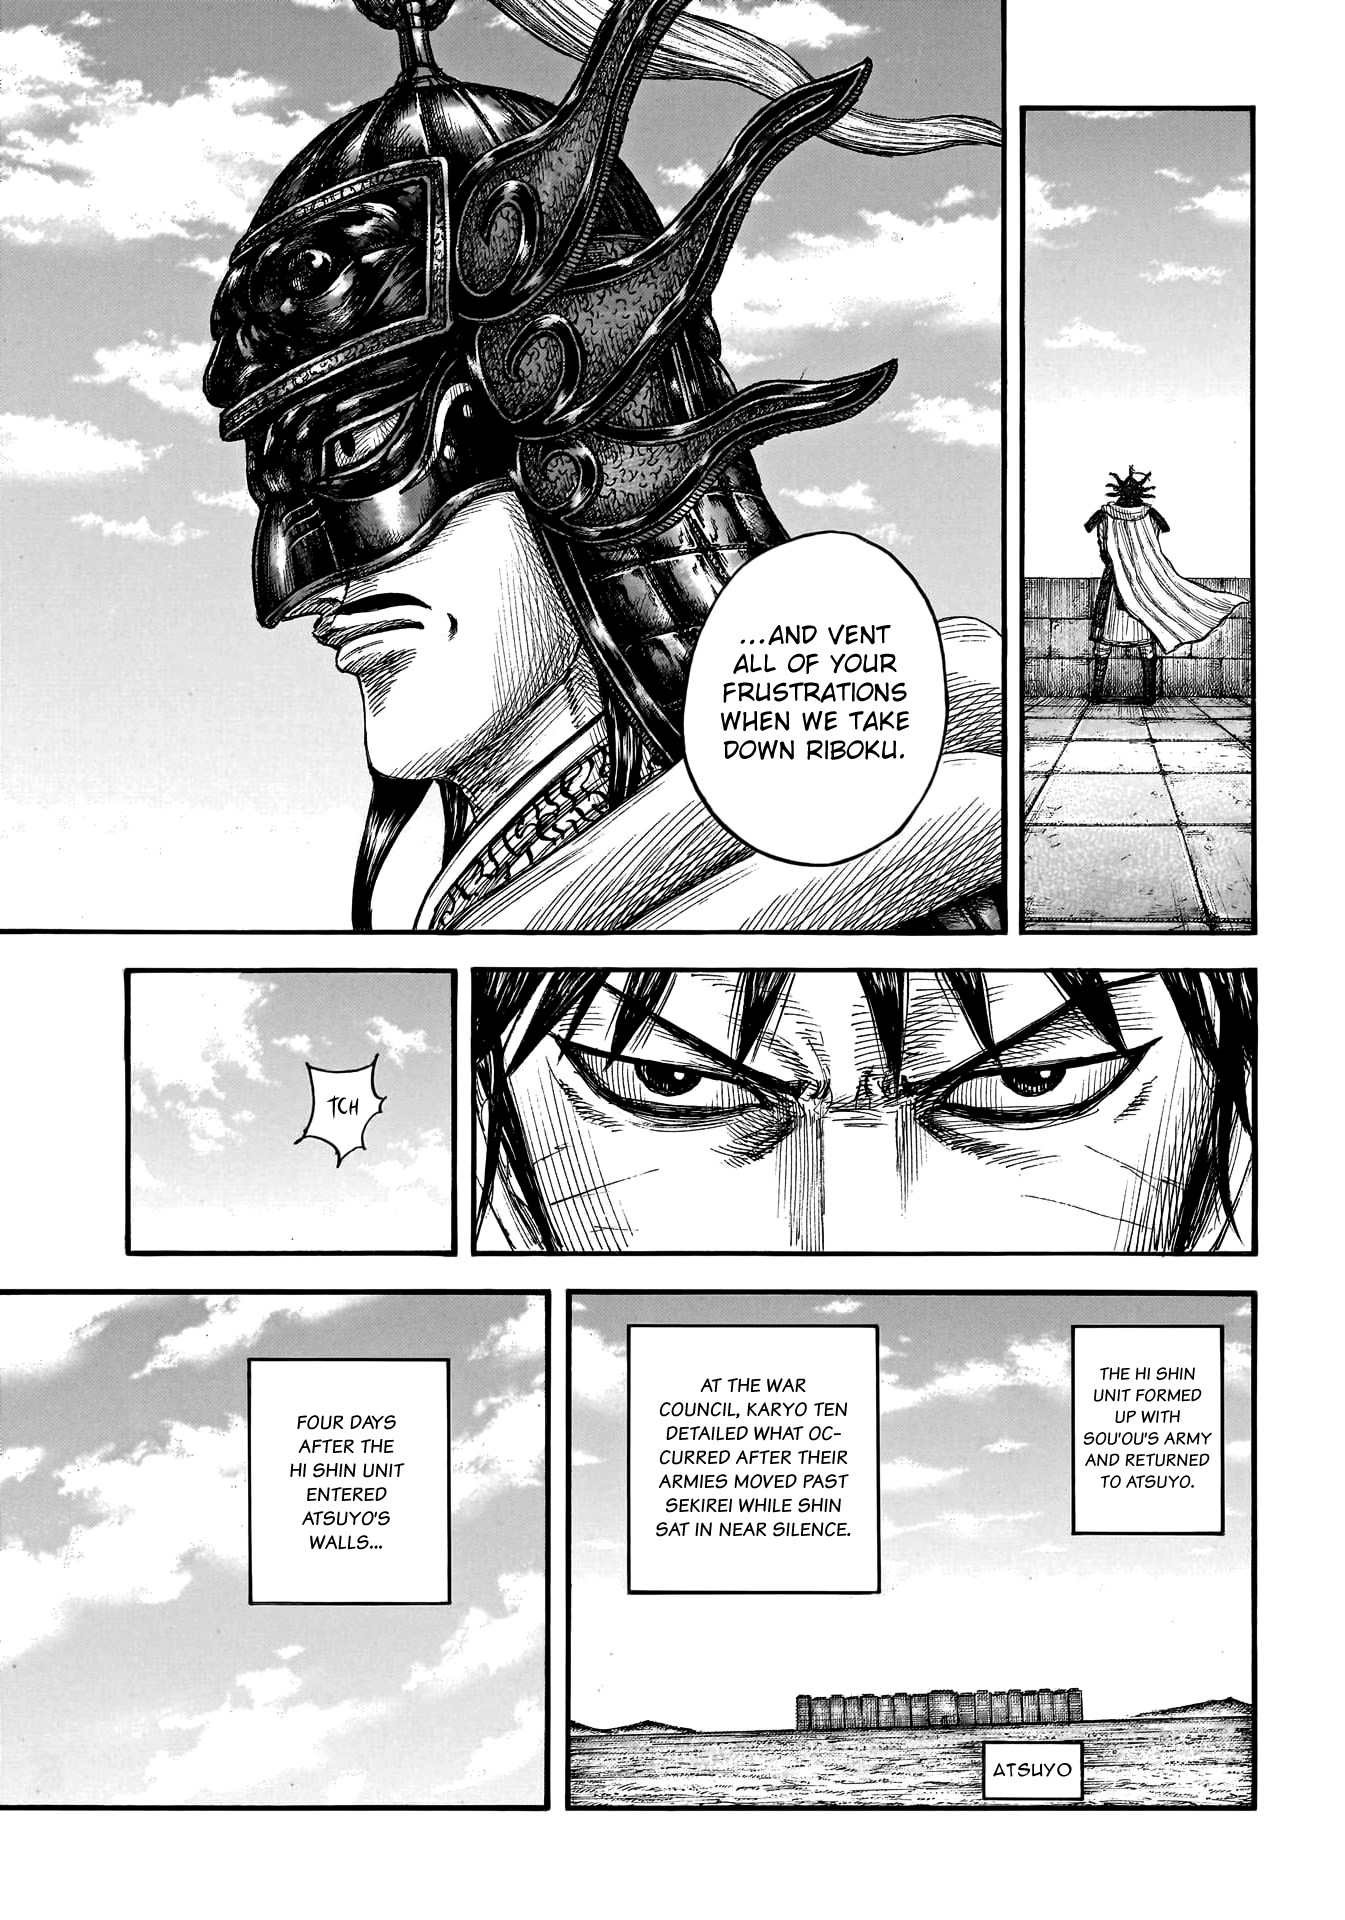 ...AND VENT
ALL OF YOUR
FRUSTRATIONS
WHEN WE TAKE
DOWN RIBOKU.
TCH
THE HI SHIN
UNIT FORMED
UP WITH
SOU'OU'S ARMY
AND RETURNED
TO ATSUYO.
AT THE WAR
COUNCIL, KARYO TEN
DETAILED WHAT OC-
CURRED AFTER THEIR
ARMIES MOVED PAST
SEKIREI WHILE SHIN
SAT IN NEAR SILENCE.
ATSUYO
FOUR DAYS
AFTER THE
HI SHIN UNIT
ENTERED
ATSUYO'S
WALLS...